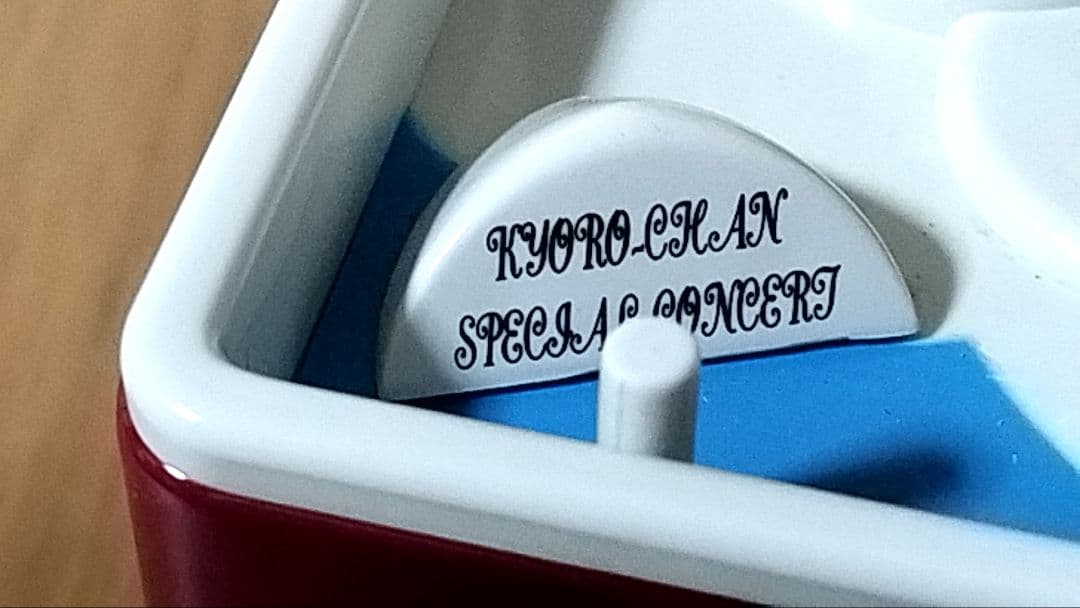 KYORO-CHAN
SPECIAL CONCERT